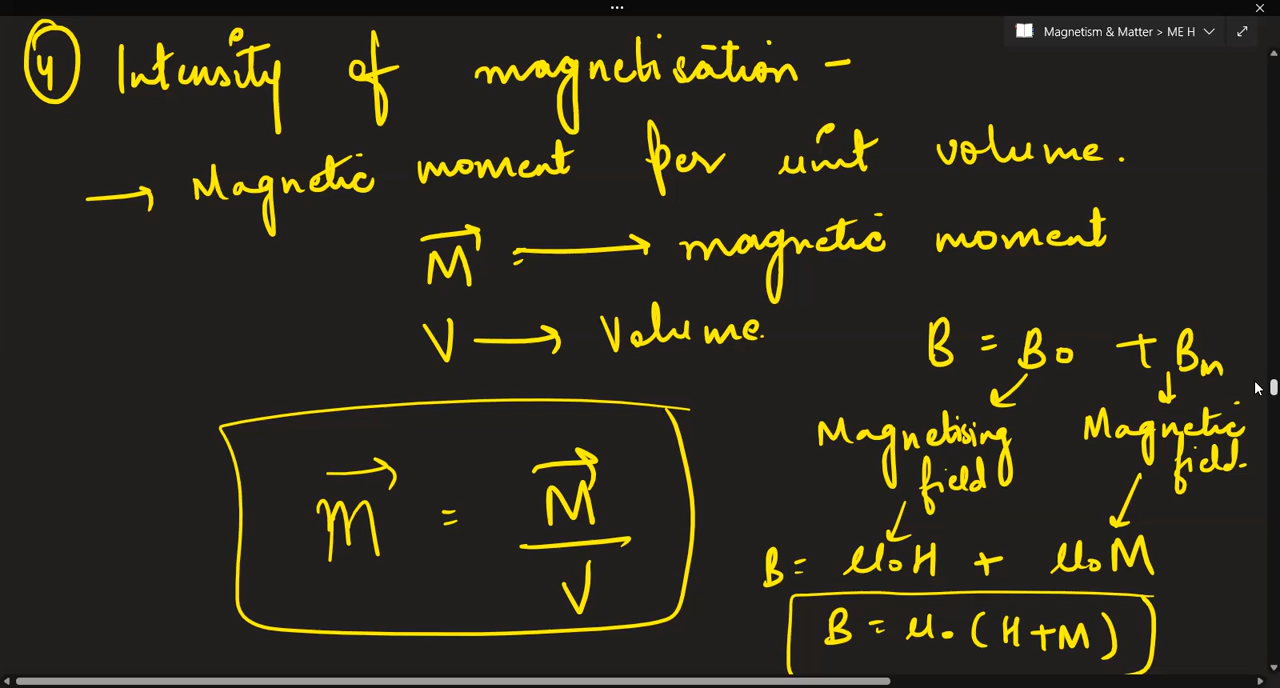 ...
Magnetism & Matter > ME H
④ Intensity of magnetisation -
→ Magnetic moment per unit volume.
M⃗ → magnetic moment
V → Volume.
m⃗ = M⃗ / V
B = B₀ + Bm
Magnetising field
Magnetic field.
B = μ₀H + μ₀M
B = μ₀(H+M)